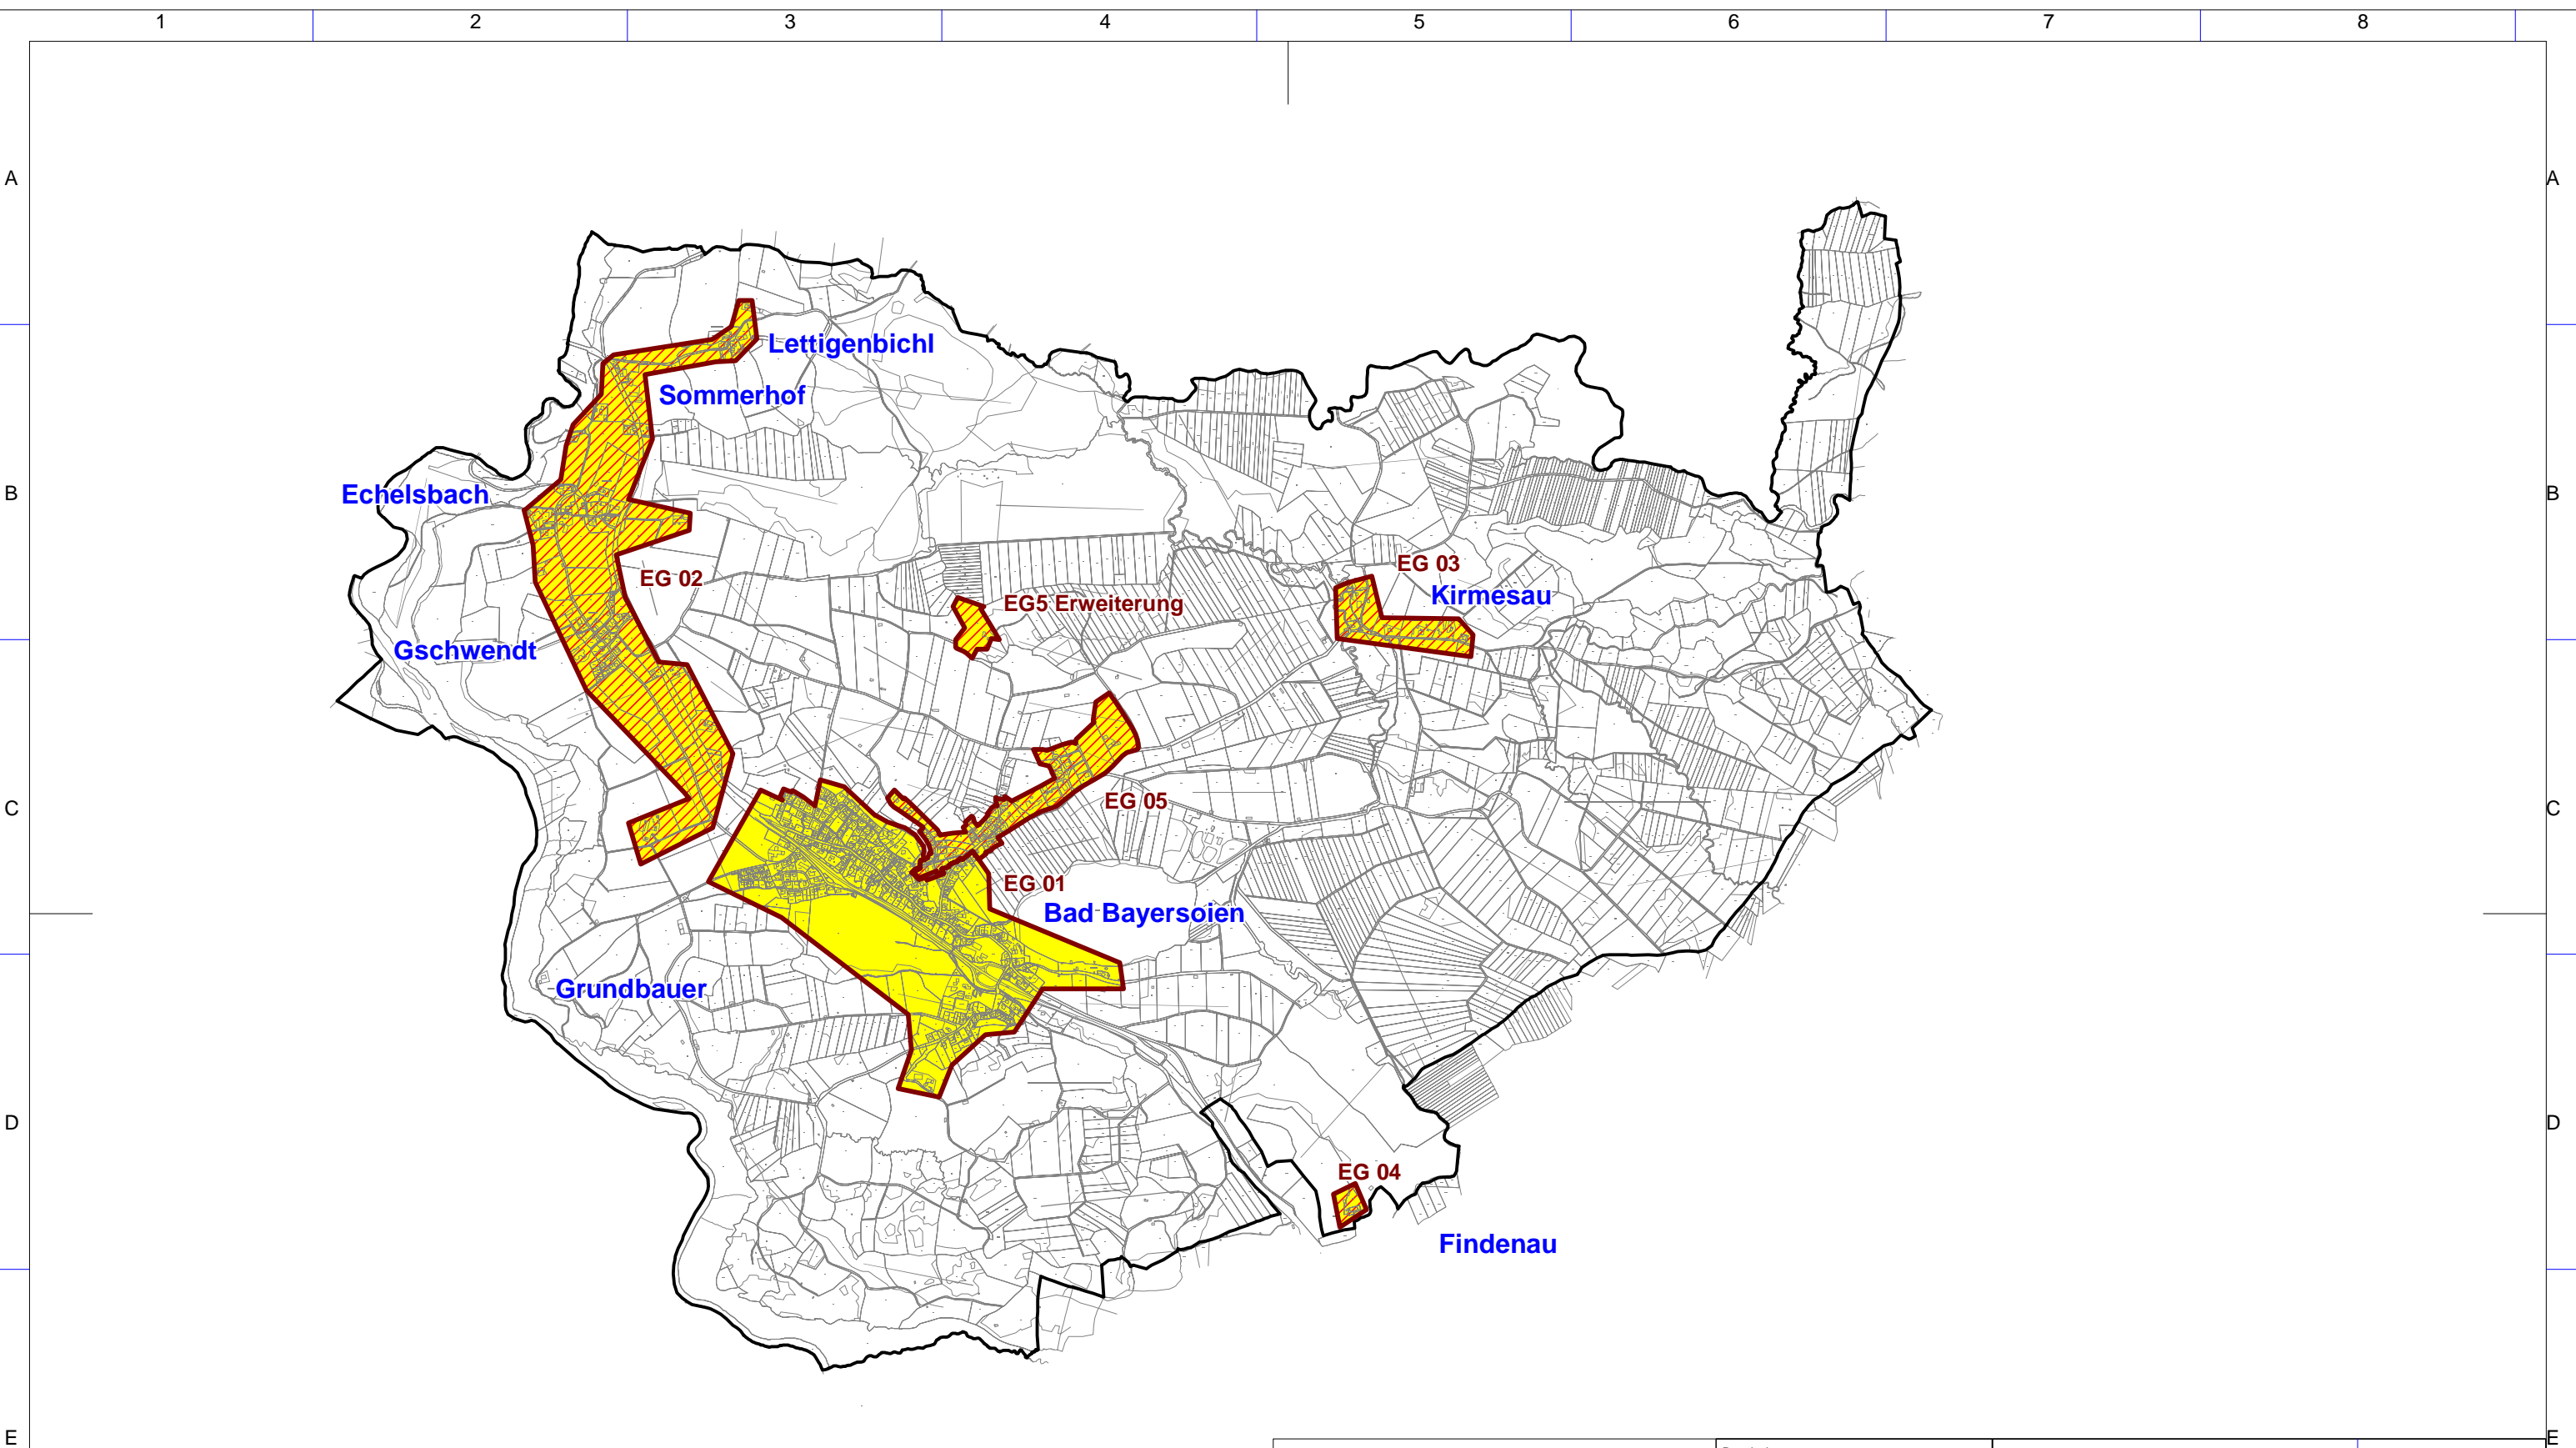 1 2 3 4 5 6 7 8
A A
Lettigenbichl
Sommerhof
Echelsbach
B B
EG 03
EG 02
Kirmesau
EG5 Erweiterung
Gschwendt
EG 05
C C
EG 01
Bad Bayersoien
Grundbauer
D D
EG 04
Findenau
E E